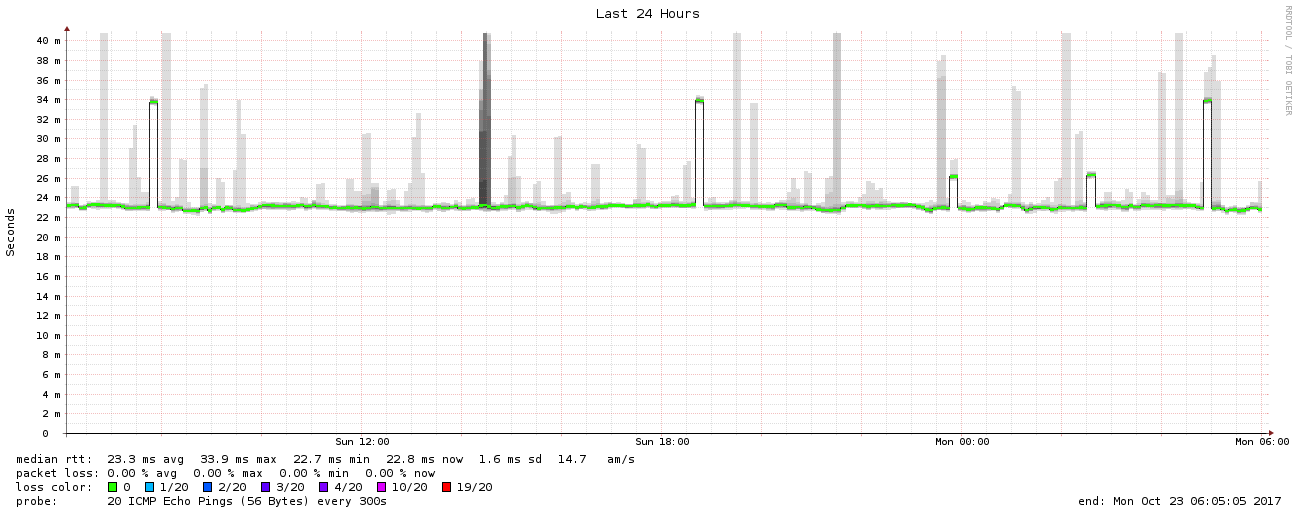 Last 24 Hours
RRDTOOL / TOBI OETIKER
40 m
38 m
36 m
34 m
32 m
30 m
28 m
26 m
24 m
22 m
20 m
18 m
16 m
14 m
12 m
10 m
8 m
6 m
4 m
2 m
0
Seconds
Sun 12:00 Sun 18:00 Mon 00:00 Mon 06:00
median rtt: 23.3 ms avg 33.9 ms max 22.7 ms min 22.8 ms now 1.6 ms sd 14.7 am/s
packet loss: 0.00 % avg 0.00 % max 0.00 % min 0.00 % now
loss color: 0 1/20 2/20 3/20 4/20 10/20 19/20
probe: 20 ICMP Echo Pings (56 Bytes) every 300s end: Mon Oct 23 06:05:05 2017